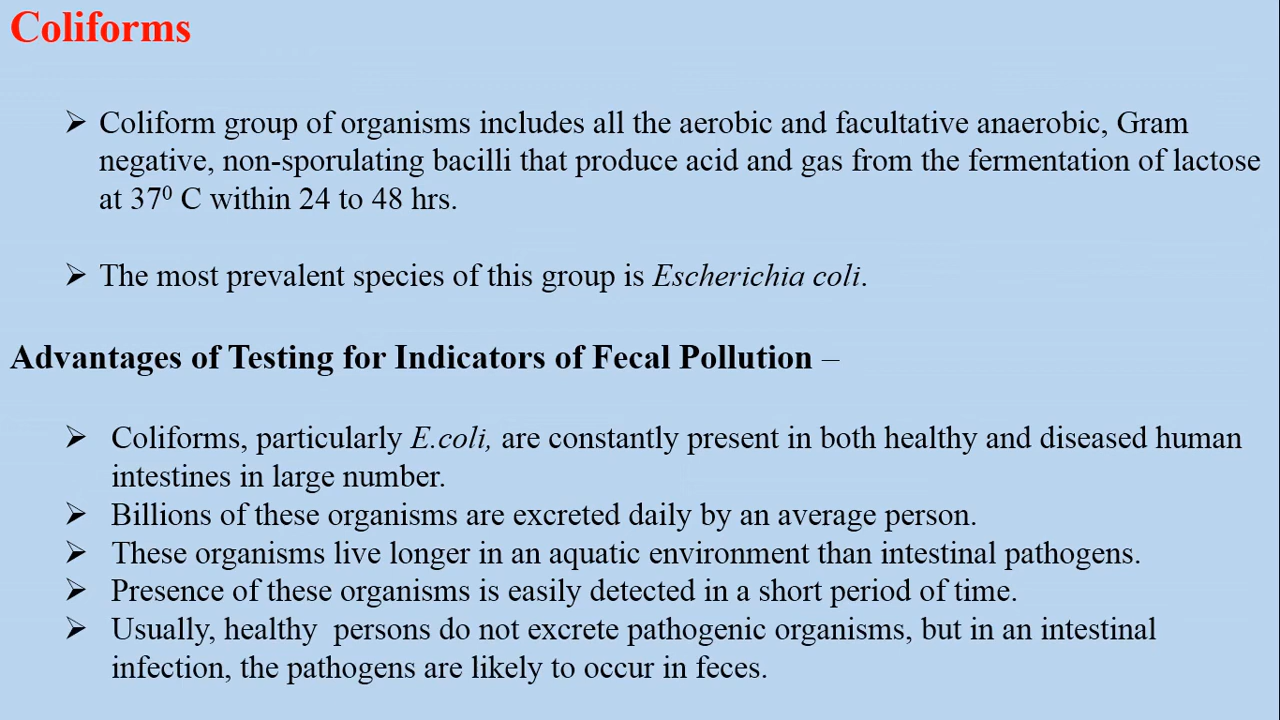 Coliforms
➢ Coliform group of organisms includes all the aerobic and facultative anaerobic, Gram
negative, non-sporulating bacilli that produce acid and gas from the fermentation of lactose
at 37⁰ C within 24 to 48 hrs.
➢ The most prevalent species of this group is Escherichia coli.
Advantages of Testing for Indicators of Fecal Pollution –
➢ Coliforms, particularly E.coli, are constantly present in both healthy and diseased human
intestines in large number.
➢ Billions of these organisms are excreted daily by an average person.
➢ These organisms live longer in an aquatic environment than intestinal pathogens.
➢ Presence of these organisms is easily detected in a short period of time.
➢ Usually, healthy  persons do not excrete pathogenic organisms, but in an intestinal
infection, the pathogens are likely to occur in feces.